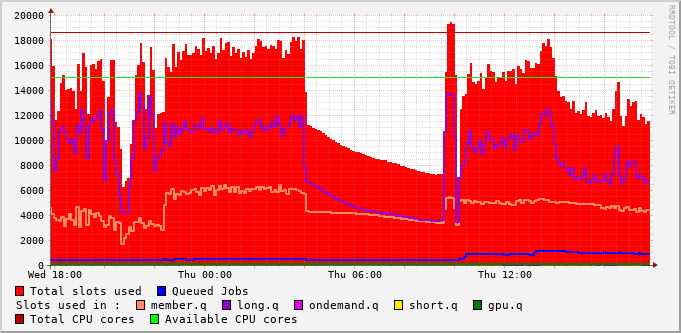 20000
18000
16000
14000
12000
10000
8000
6000
4000
2000
0
Wed 18:00 Thu 00:00 Thu 06:00 Thu 12:00
Total slots used Queued Jobs
Slots used in : member.q long.q ondemand.q short.q gpu.q
Total CPU cores Available CPU cores
RRDTOOL / TOBI OETIKER